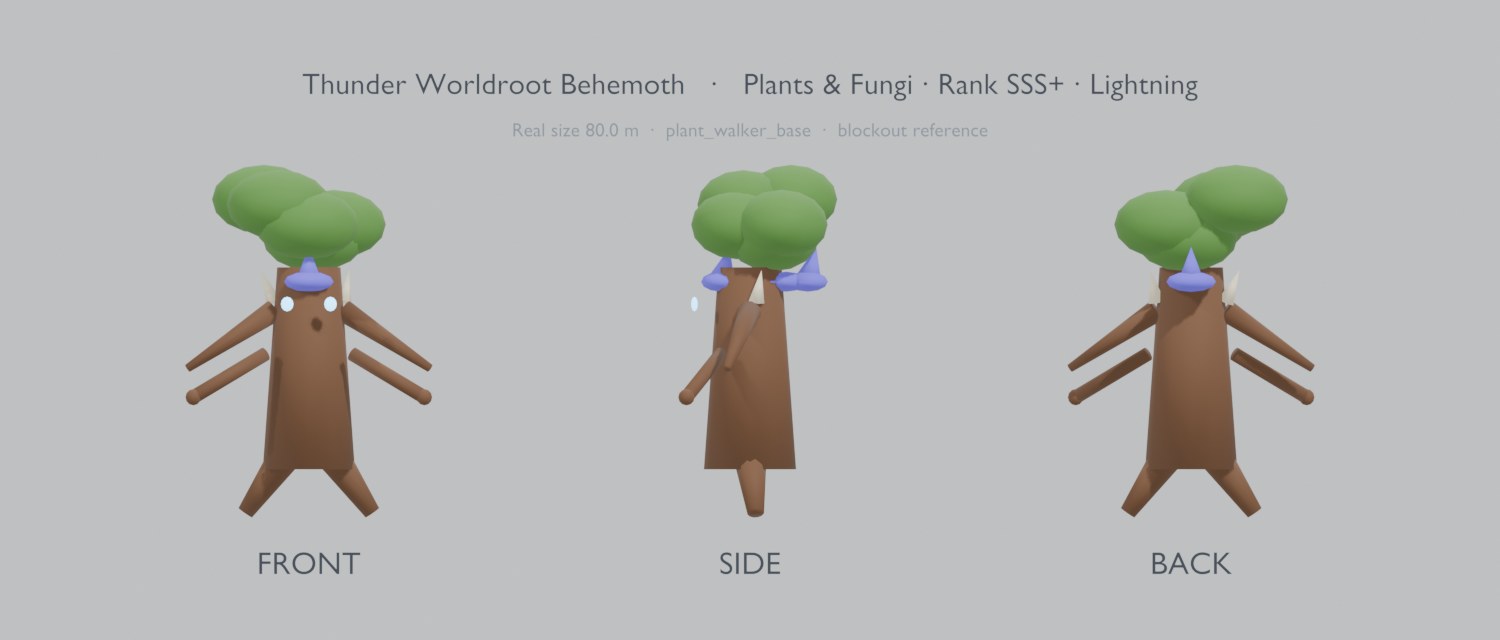 Thunder Worldroot Behemoth · Plants & Fungi · Rank SSS+ · Lightning
Real size 80.0 m · plant_walker_base · blockout reference
FRONT SIDE BACK